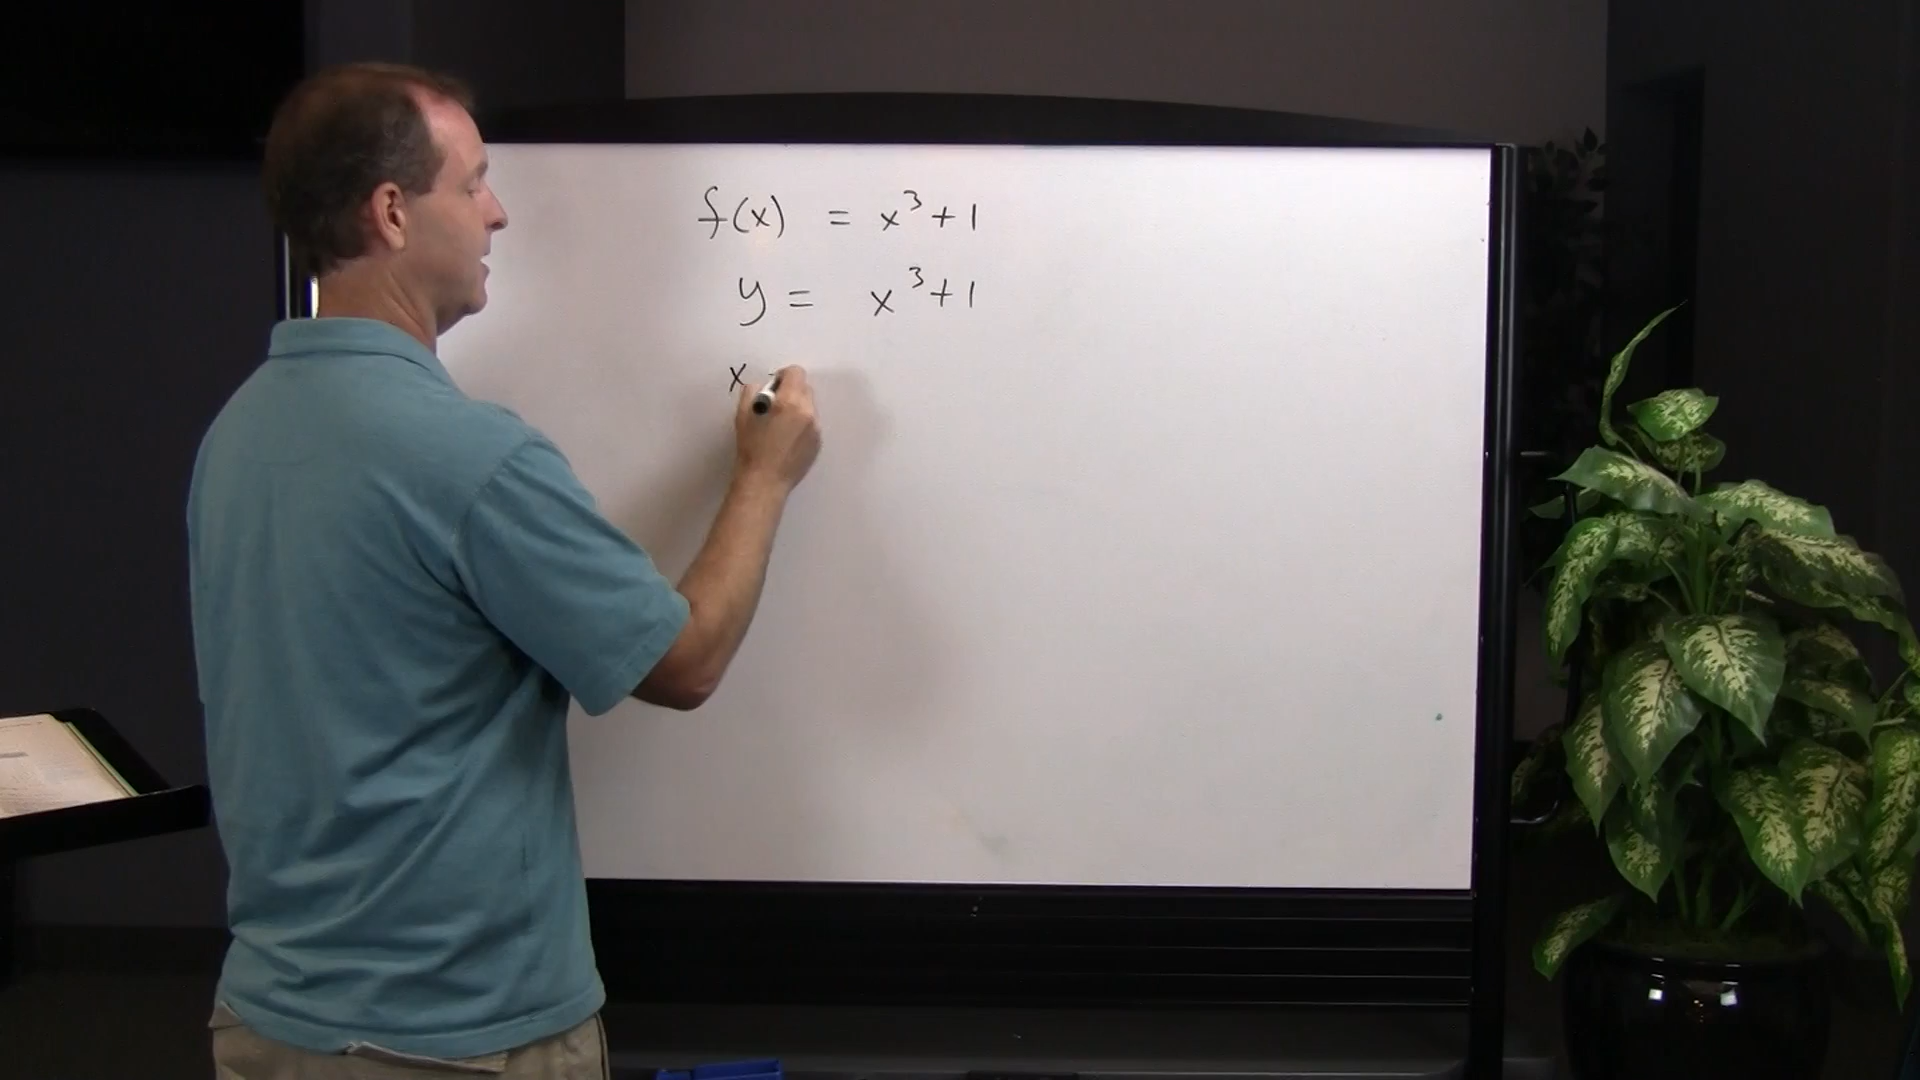 f(x) = x³+1
y = x³+1
x